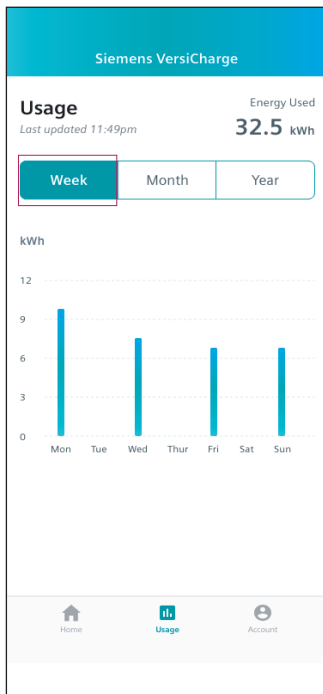 Siemens VersiCharge
Usage
Energy Used
Last updated 11:49pm
32.5 kWh
Week Month Year
kWh
12
9
6
3
0
Mon Tue Wed Thur Fri Sat Sun
Home Usage Account